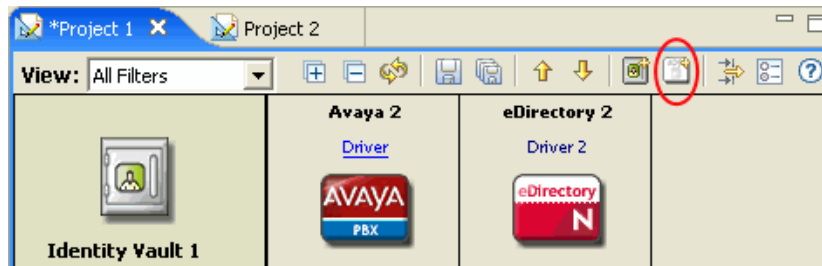 *Project 1 Project 2
View: All Filters
Avaya 2 eDirectory 2
Driver Driver 2
AVAYA eDirectory
PBX N
Identity Vault 1